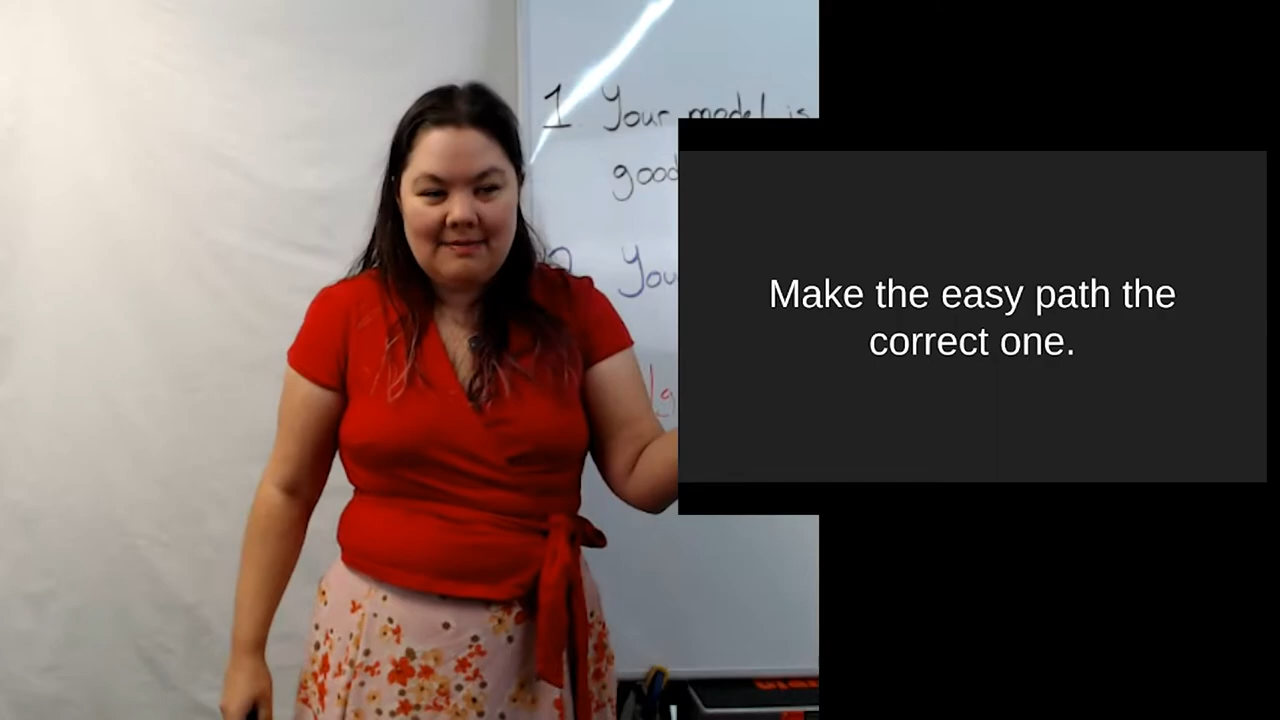 1. Your model is
good
You
Make the easy path the
correct one.